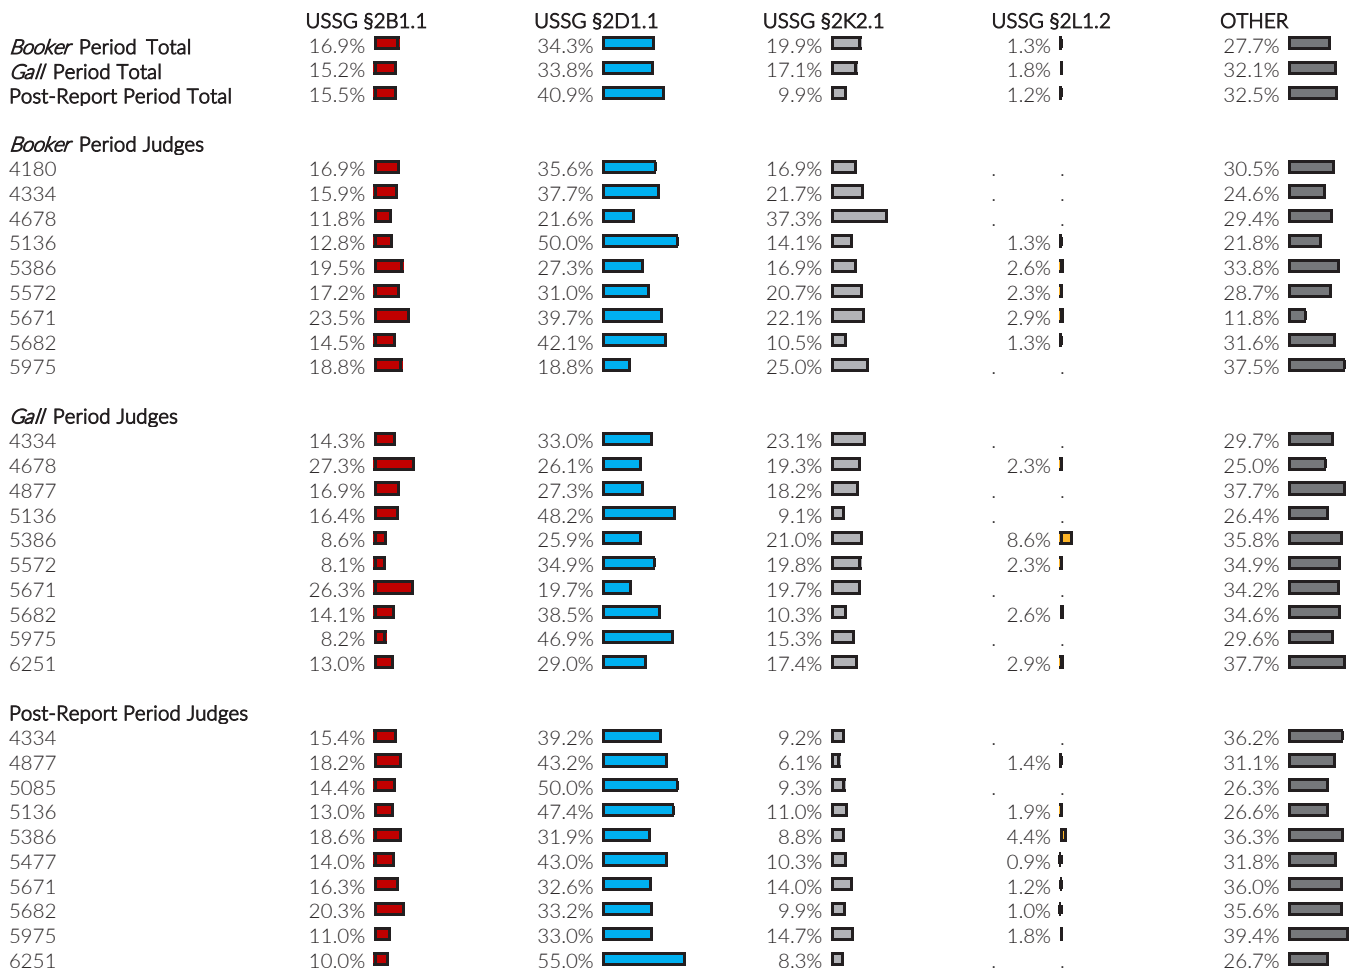 USSG §2B1.1 USSG §2D1.1 USSG §2K2.1 USSG §2L1.2 OTHER
Booker Period Total 16.9% 34.3% 19.9% 1.3% 27.7%
Gall Period Total 15.2% 33.8% 17.1% 1.8% 32.1%
Post-Report Period Total 15.5% 40.9% 9.9% 1.2% 32.5%
Booker Period Judges
4180 16.9% 35.6% 16.9% . . 30.5%
4334 15.9% 37.7% 21.7% . . 24.6%
4678 11.8% 21.6% 37.3% . . 29.4%
5136 12.8% 50.0% 14.1% 1.3% 21.8%
5386 19.5% 27.3% 16.9% 2.6% 33.8%
5572 17.2% 31.0% 20.7% 2.3% 28.7%
5671 23.5% 39.7% 22.1% 2.9% 11.8%
5682 14.5% 42.1% 10.5% 1.3% 31.6%
5975 18.8% 18.8% 25.0% . . 37.5%
Gall Period Judges
4334 14.3% 33.0% 23.1% . . 29.7%
4678 27.3% 26.1% 19.3% 2.3% 25.0%
4877 16.9% 27.3% 18.2% . . 37.7%
5136 16.4% 48.2% 9.1% . . 26.4%
5386 8.6% 25.9% 21.0% 8.6% 35.8%
5572 8.1% 34.9% 19.8% 2.3% 34.9%
5671 26.3% 19.7% 19.7% . . 34.2%
5682 14.1% 38.5% 10.3% 2.6% 34.6%
5975 8.2% 46.9% 15.3% . . 29.6%
6251 13.0% 29.0% 17.4% 2.9% 37.7%
Post-Report Period Judges
4334 15.4% 39.2% 9.2% . . 36.2%
4877 18.2% 43.2% 6.1% 1.4% 31.1%
5085 14.4% 50.0% 9.3% . . 26.3%
5136 13.0% 47.4% 11.0% 1.9% 26.6%
5386 18.6% 31.9% 8.8% 4.4% 36.3%
5477 14.0% 43.0% 10.3% 0.9% 31.8%
5671 16.3% 32.6% 14.0% 1.2% 36.0%
5682 20.3% 33.2% 9.9% 1.0% 35.6%
5975 11.0% 33.0% 14.7% 1.8% 39.4%
6251 10.0% 55.0% 8.3% . . 26.7%